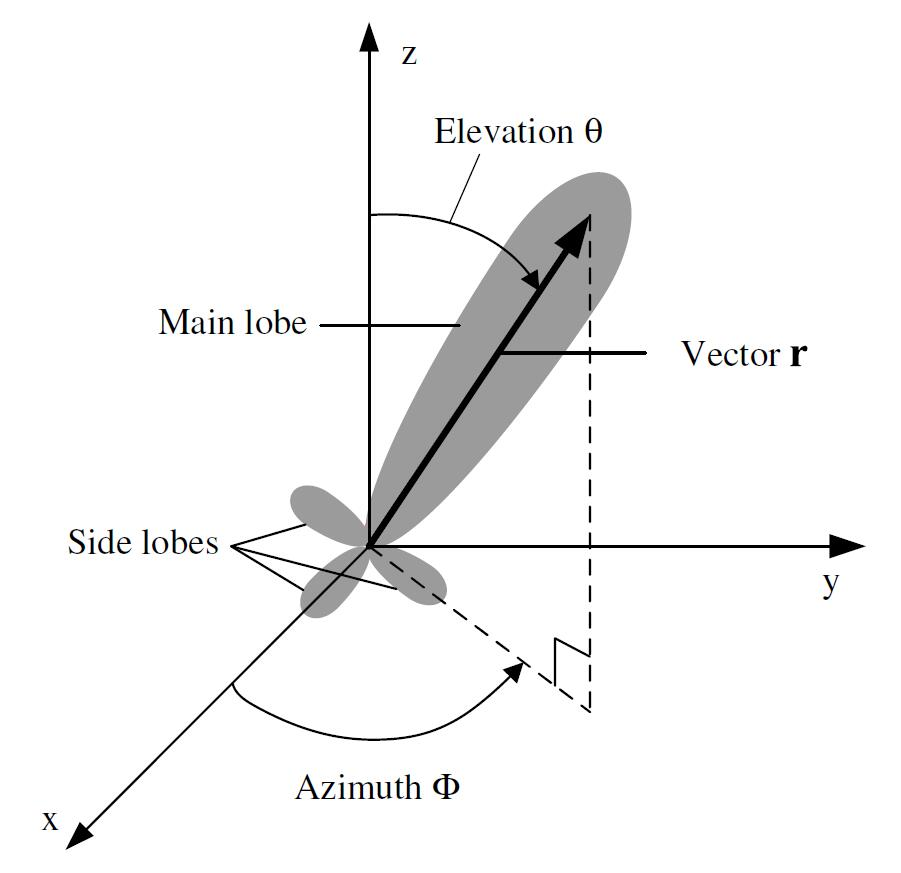 z
Elevation θ
Main lobe
Vector r
Side lobes
y
Azimuth Φ
x